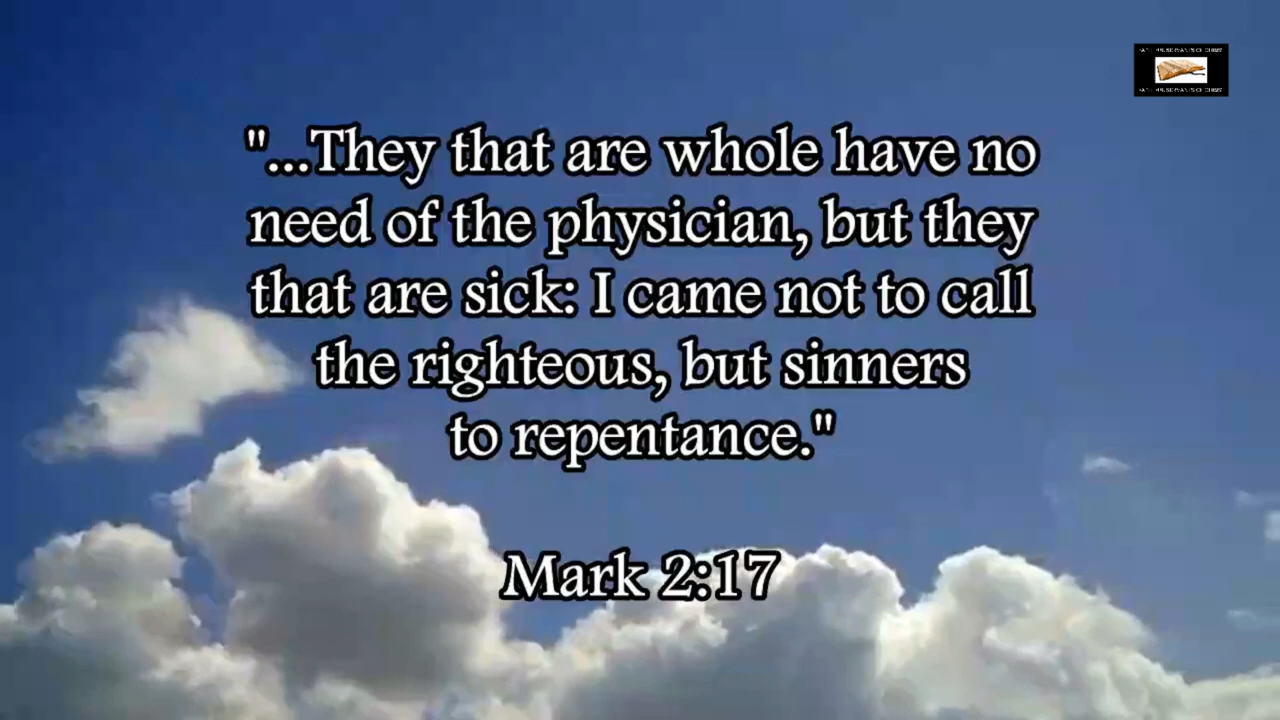 "...They that are whole have no
need of the physician, but they
that are sick: I came not to call
the righteous, but sinners
to repentance."
Mark 2:17